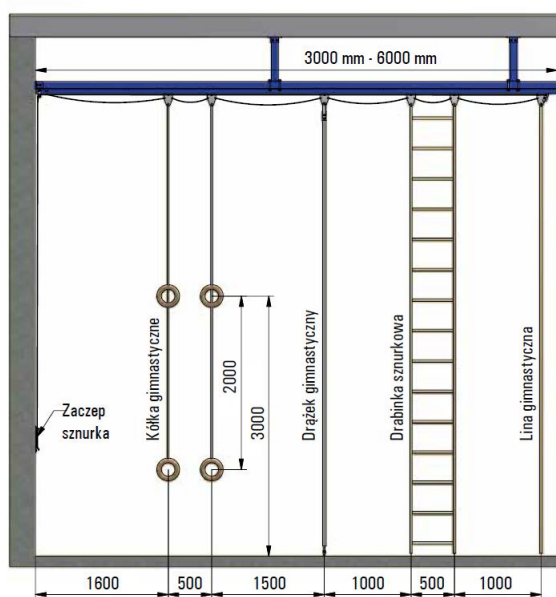 3000 mm - 6000 mm
Kółka gimnastyczne
2000
3000
Drążek gimnastyczny
Drabinka sznurkowa
Lina gimnastyczna
Zaczep
sznurka
1600
500
1500
1000
500
1000